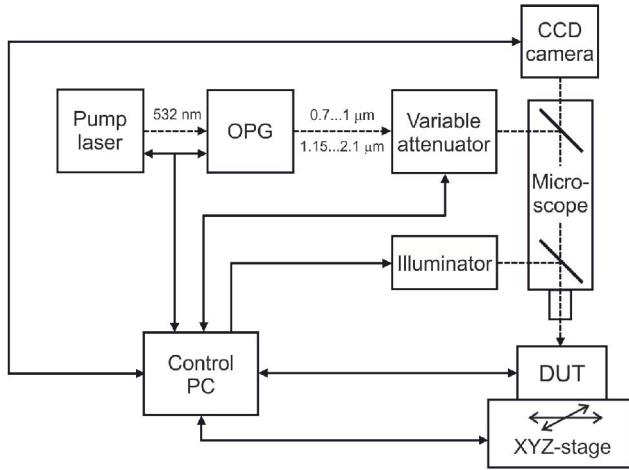 CCD
camera
Pump
laser
532 nm
OPG
0.7...1 μm
1.15...2.1 μm
Variable
attenuator
Micro-
scope
Illuminator
Control
PC
DUT
XYZ-stage